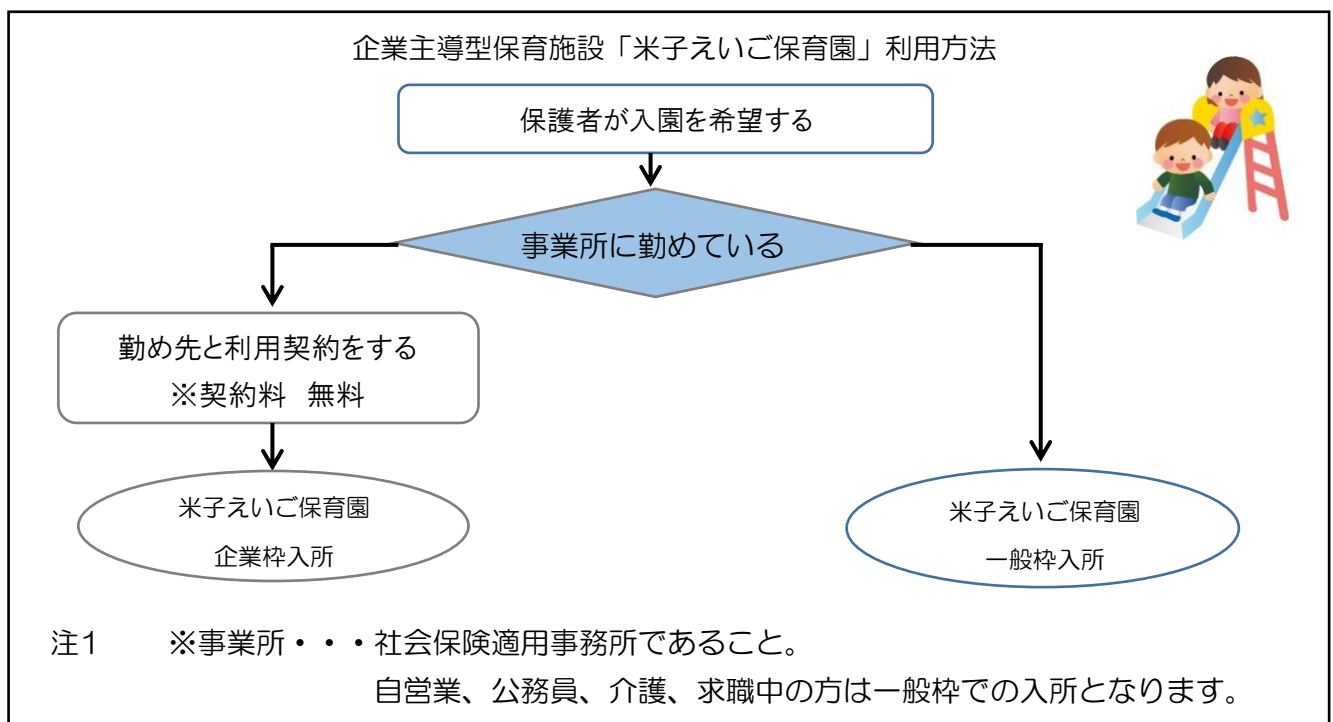 企業主導型保育施設「米子えいご保育園」利用方法
保護者が入園を希望する
事業所に勤めている
勤め先と利用契約をする
※契約料　無料
米子えいご保育園
企業枠入所
米子えいご保育園
一般枠入所
注1　※事業所・・・社会保険適用事務所であること。
自営業、公務員、介護、求職中の方は一般枠での入所となります。